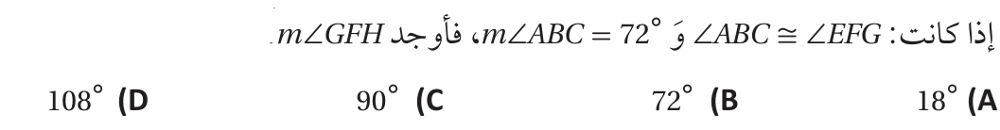 إذا كانت: ∠ABC ≅ ∠EFG وَ m∠ABC = 72°، فأوجد m∠GFH.
18° (A 72° (B 90° (C 108° (D